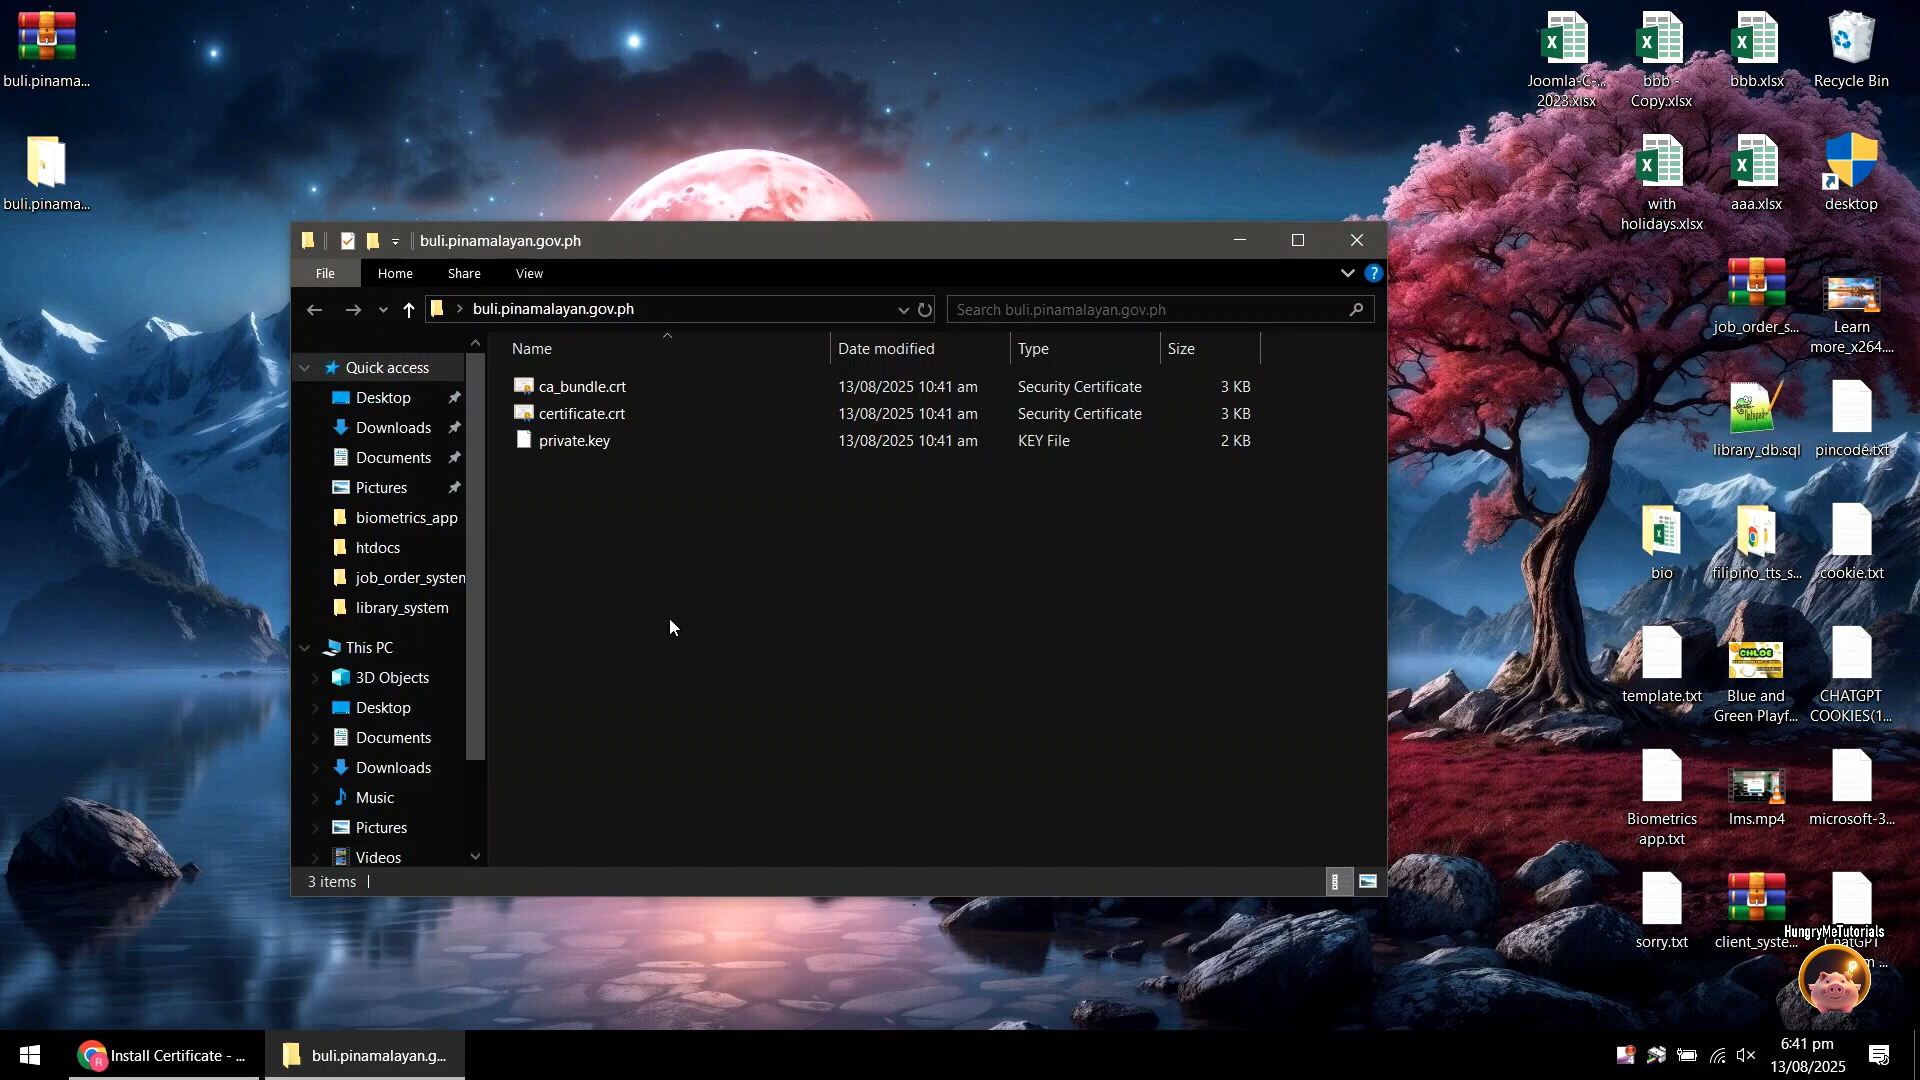 buli.pinama...
buli.pinama...
Joomla-C-...
2023.xlsx
bbb -
Copy.xlsx
bbb.xlsx
Recycle Bin
with
holidays.xlsx
aaa.xlsx
desktop
job_order_s...
Learn
more_x264....
library_db.sql
pincode.txt
bio
filipino_tts_s...
cookie.txt
template.txt
Blue and
Green Playf...
CHATGPT
COOKIES(1...
Biometrics
app.txt
lms.mp4
microsoft-3...
sorry.txt
client_syste...
HungryMeTutorials
buli.pinamalayan.gov.ph
File
Home
Share
View
buli.pinamalayan.gov.ph
Search buli.pinamalayan.gov.ph
Name
Date modified
Type
Size
ca_bundle.crt 13/08/2025 10:41 am Security Certificate 3 KB
certificate.crt 13/08/2025 10:41 am Security Certificate 3 KB
private.key 13/08/2025 10:41 am KEY File 2 KB
Quick access
Desktop
Downloads
Documents
Pictures
biometrics_app
htdocs
job_order_system
library_system
This PC
3D Objects
Desktop
Documents
Downloads
Music
Pictures
Videos
3 items
Install Certificate - ...
buli.pinamalayan.g...
6:41 pm
13/08/2025